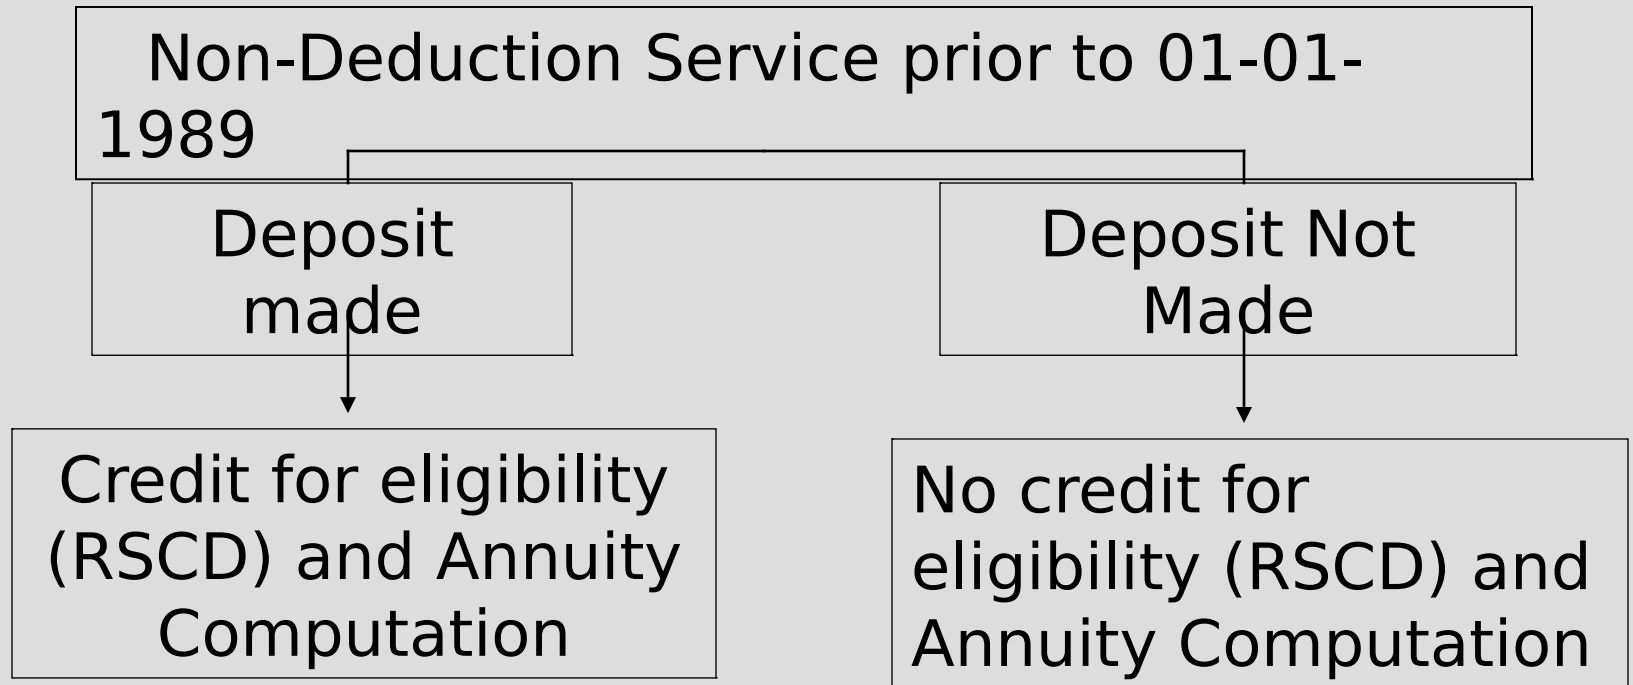 Non-Deduction Service prior to 01-01-
1989
Deposit
made
Deposit Not
Made
Credit for eligibility
(RSCD) and Annuity
Computation
No credit for
eligibility (RSCD) and
Annuity Computation